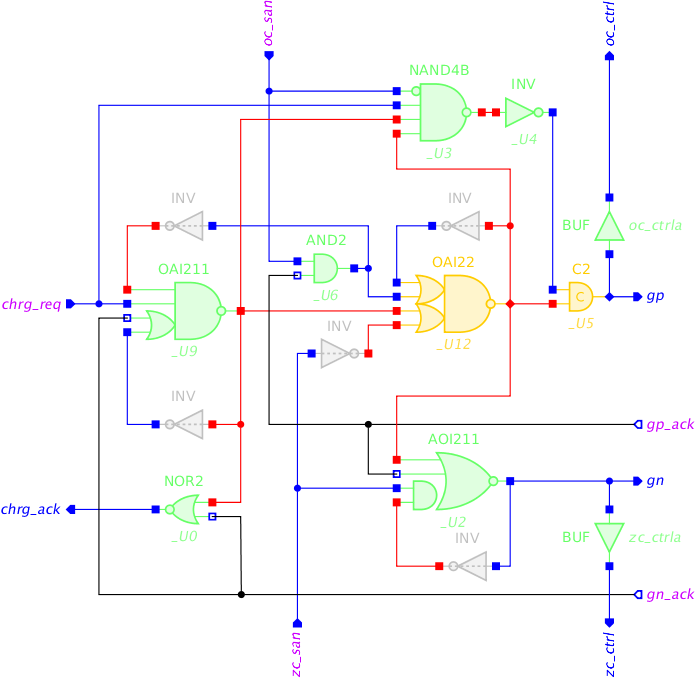 oc_san
oc_ctrl
NAND4B
INV
_U3
_U4
INV
INV
BUF
oc_ctrla
AND2
OAI211
OAI22
C2
C
chrg_req
gp
_U6
_U5
INV
_U9
_U12
INV
gp_ack
AOI211
NOR2
gn
chrg_ack
_U2
_U0
INV
BUF
zc_ctrla
gn_ack
zc_san
zc_ctrl